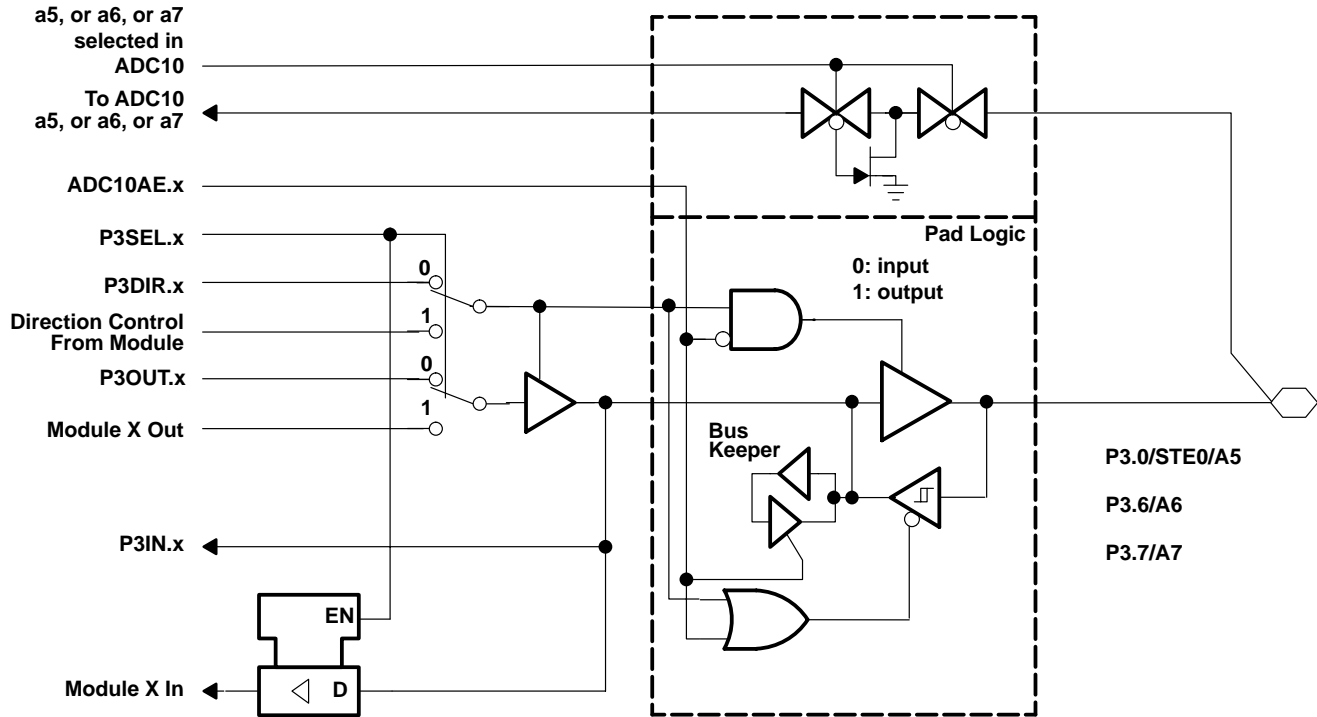 a5, or a6, or a7
selected in
ADC10
To ADC10
a5, or a6, or a7
ADC10AE.x
P3SEL.x
Pad Logic
0: input
1: output
0
P3DIR.x
1
Direction Control
From Module
0
P3OUT.x
1
Module X Out
Bus
Keeper
P3.0/STE0/A5
P3.6/A6
P3.7/A7
P3IN.x
EN
D
Module X In